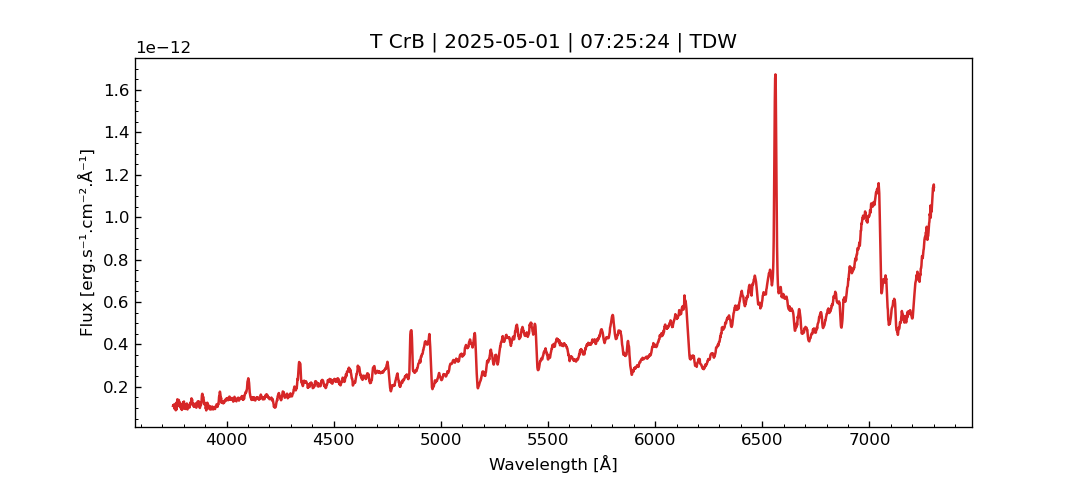 T CrB | 2025-05-01 | 07:25:24 | TDW
1e−12
1.6
1.4
1.2
1.0
0.8
0.6
0.4
0.2
Flux [erg.s⁻¹.cm⁻².Å⁻¹]
4000 4500 5000 5500 6000 6500 7000
Wavelength [Å]